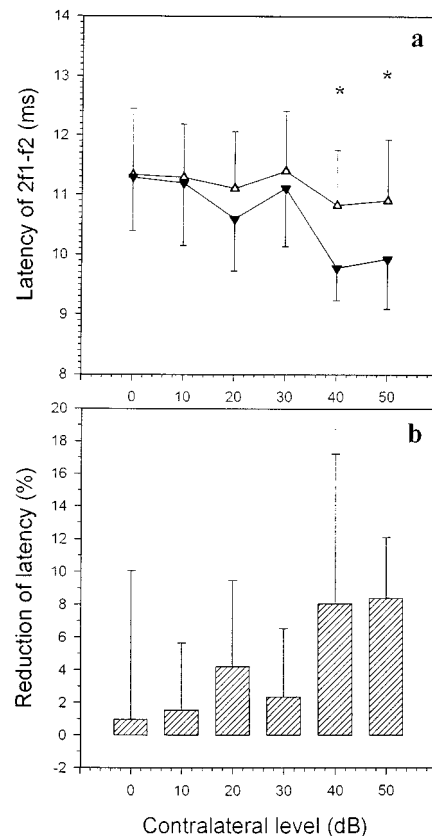 a
14
13
12
11
10
9
8
Latency of 2f1-f2 (ms)
* *
0 10 20 30 40 50
b
20
18
16
14
12
10
8
6
4
2
0
-2
Reduction of latency (%)
0 10 20 30 40 50
Contralateral level (dB)